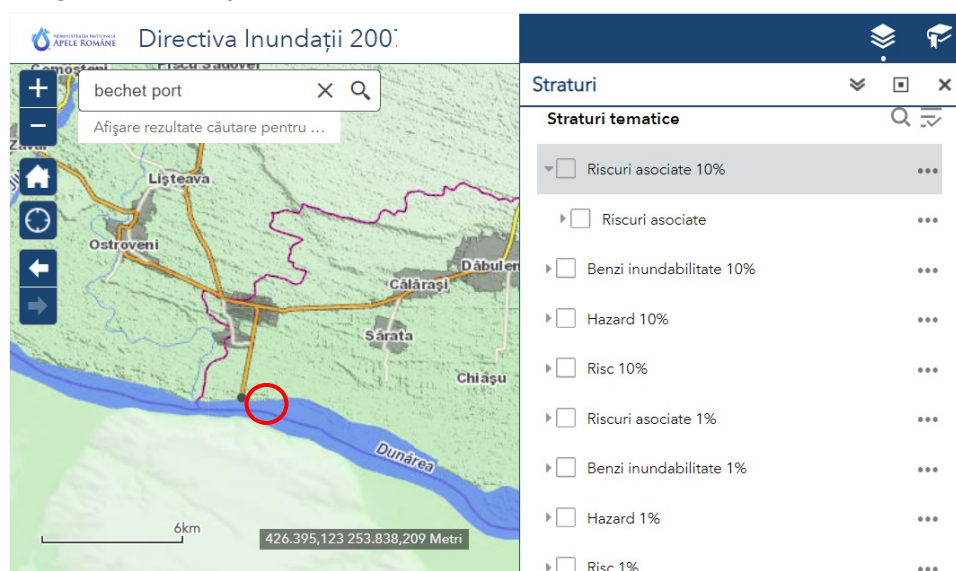 ADMINISTRAȚIA NAȚIONALĂ
APELE ROMÂNE
Directiva Inundații 2007
bechet port
Afișare rezultate căutare pentru ...
Lișteava
Ostroveni
Dăbulen
Călărași
Sărata
Chiașu
Dunărea
6km
426.395,123 253.838,209 Metri
Straturi
Straturi tematice
Riscuri asociate 10%
Riscuri asociate
Benzi inundabilitate 10%
Hazard 10%
Risc 10%
Riscuri asociate 1%
Benzi inundabilitate 1%
Hazard 1%
Risc 1%